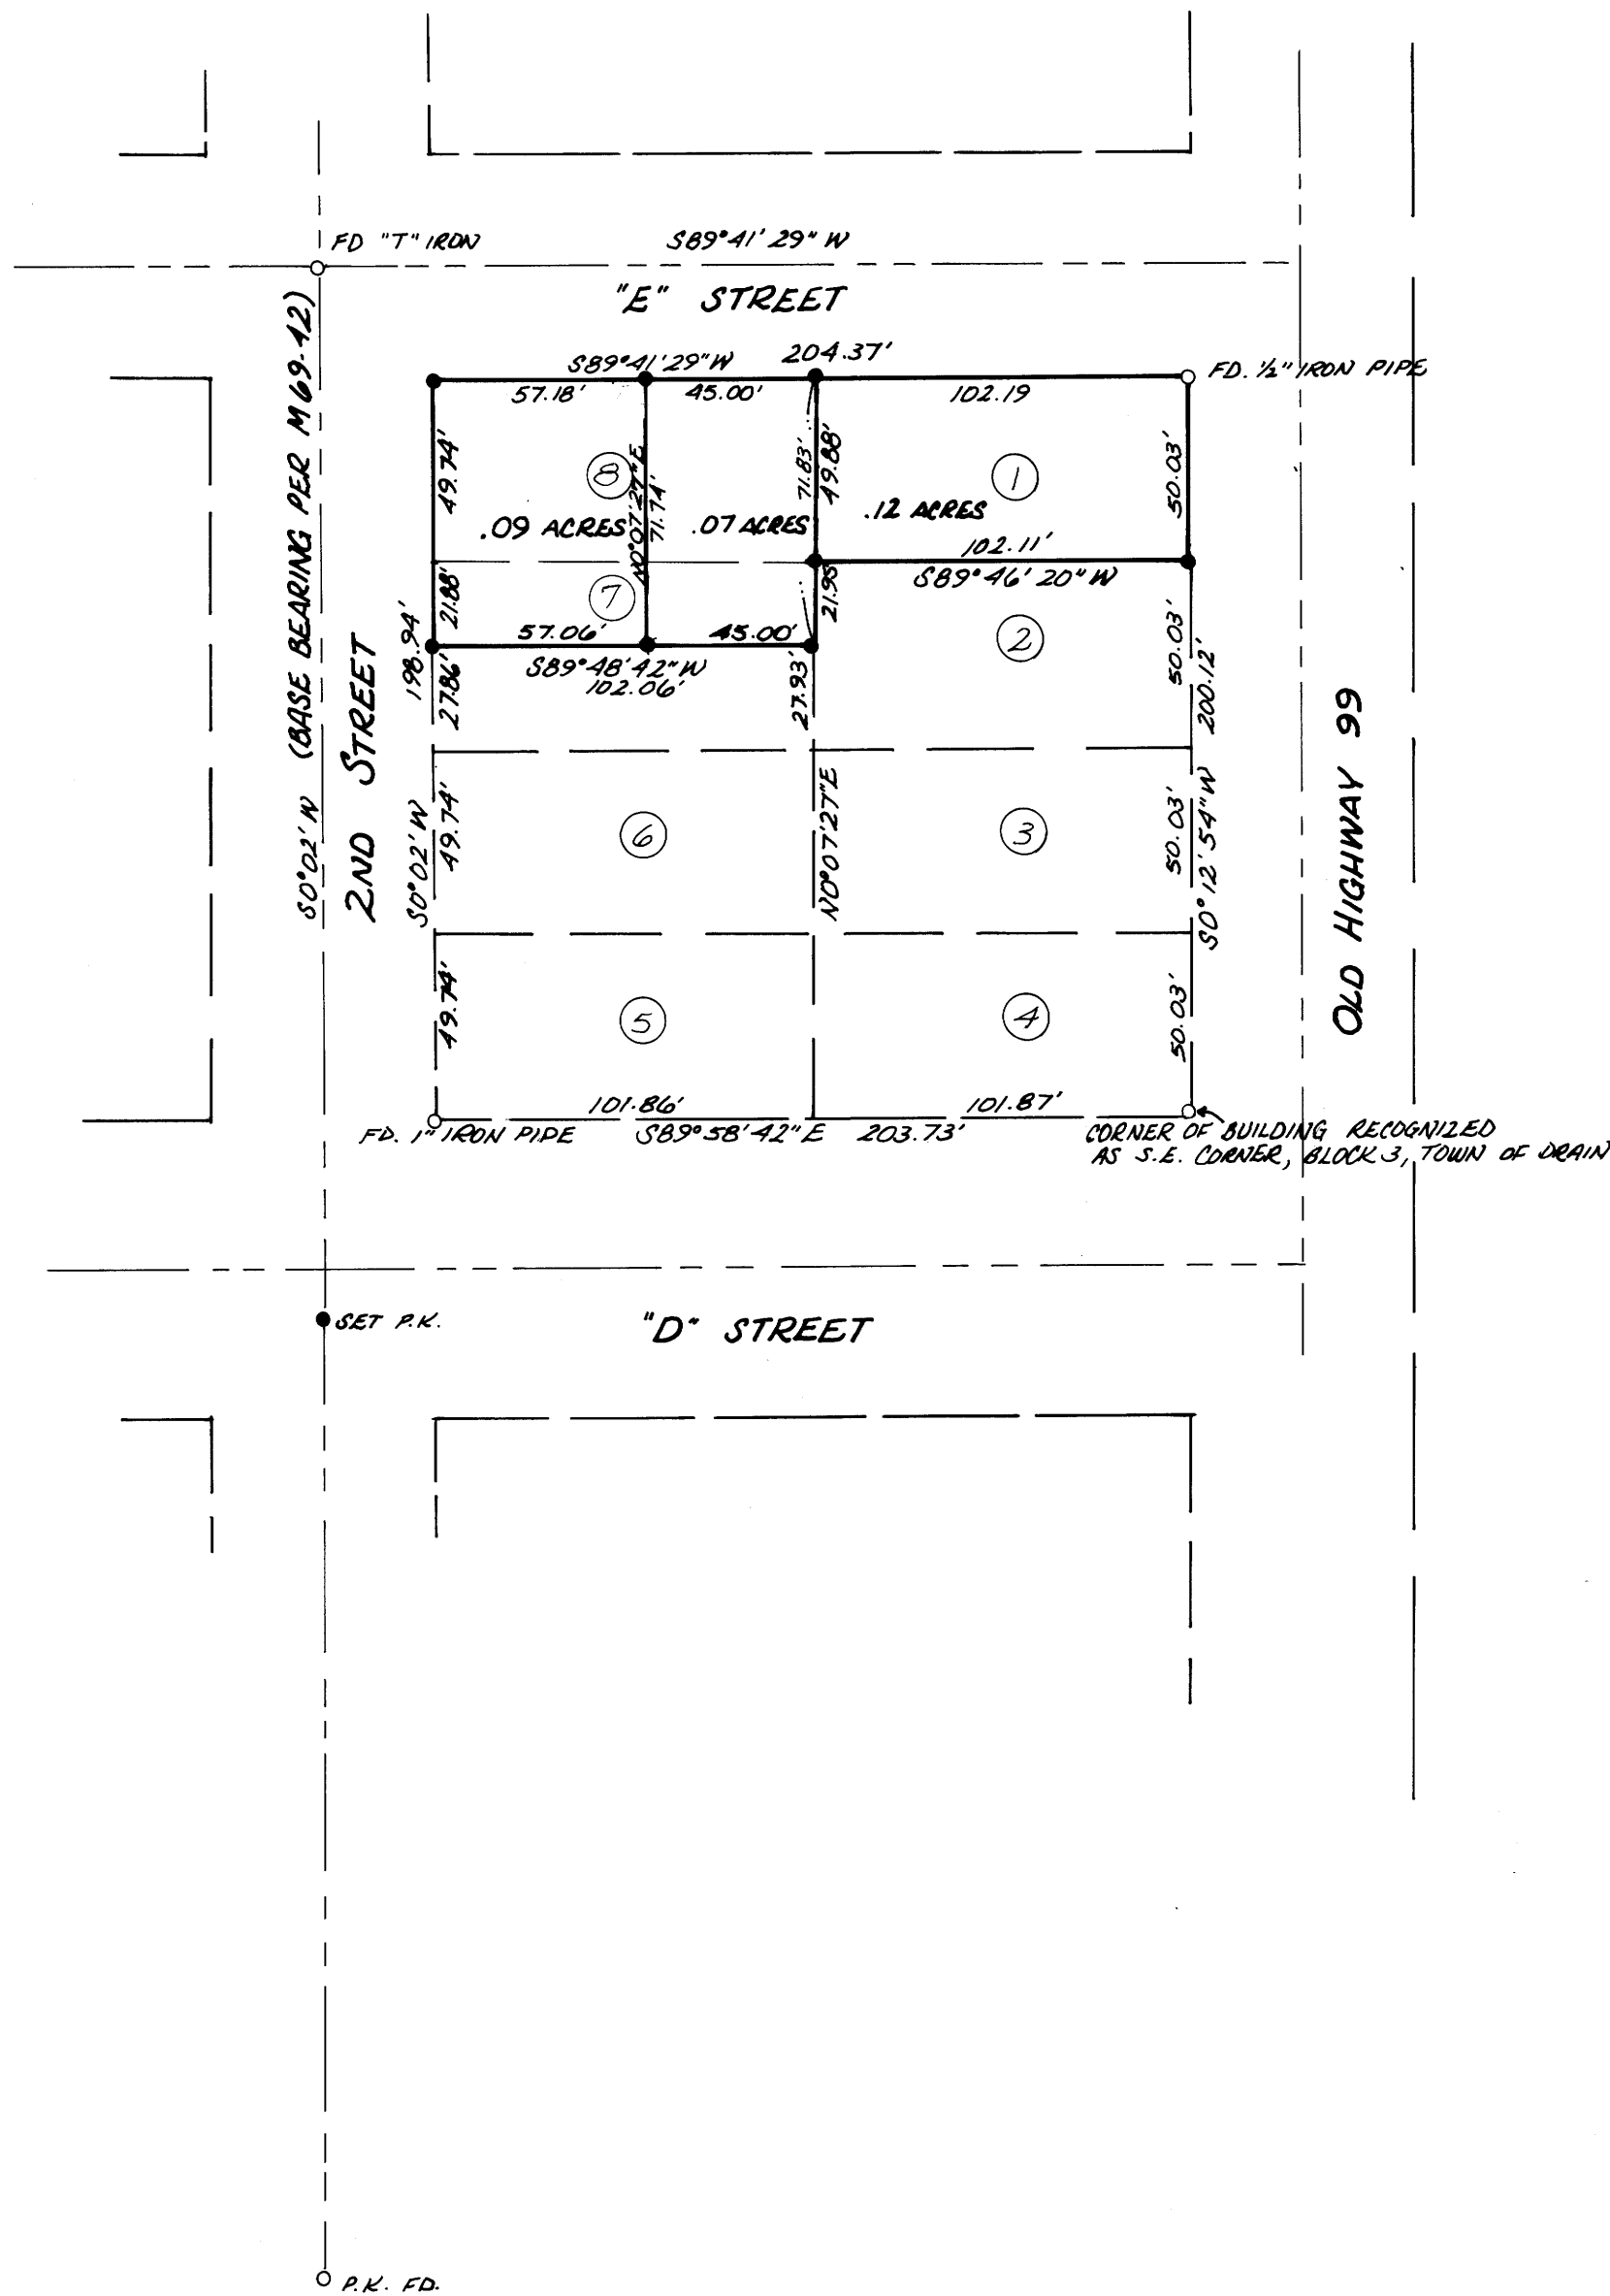 FD "T" IRON
S89°41'29" W
"E" STREET
S89°41'29"W
204.37'
FD. 1/2" IRON PIPE
57.18'
45.00'
102.19
S0°02' W (BASE BEARING PER M69-42)
2ND STREET
49.74'
8
N0°07'27"E
71.74'
71.83'
49.88'
1
50.03'
.09 ACRES
.07 ACRES
.12 ACRES
102.11'
S89°46'20" W
21.88'
7
21.95
57.06'
45.00'
S89°48'42" W
102.06'
2
50.03'
200.12'
198.94'
27.86'
27.93'
OLD HIGHWAY 99
S0°02' W
49.74'
6
N0°07'27"E
3
50.03'
S0°12'54" W
49.74'
5
4
50.03'
101.86'
101.87'
FD. 1" IRON PIPE
S89°58'42" E 203.73'
CORNER OF BUILDING RECOGNIZED
AS S.E. CORNER, BLOCK 3, TOWN OF DRAIN
SET P.K.
"D" STREET
P.K. FD.